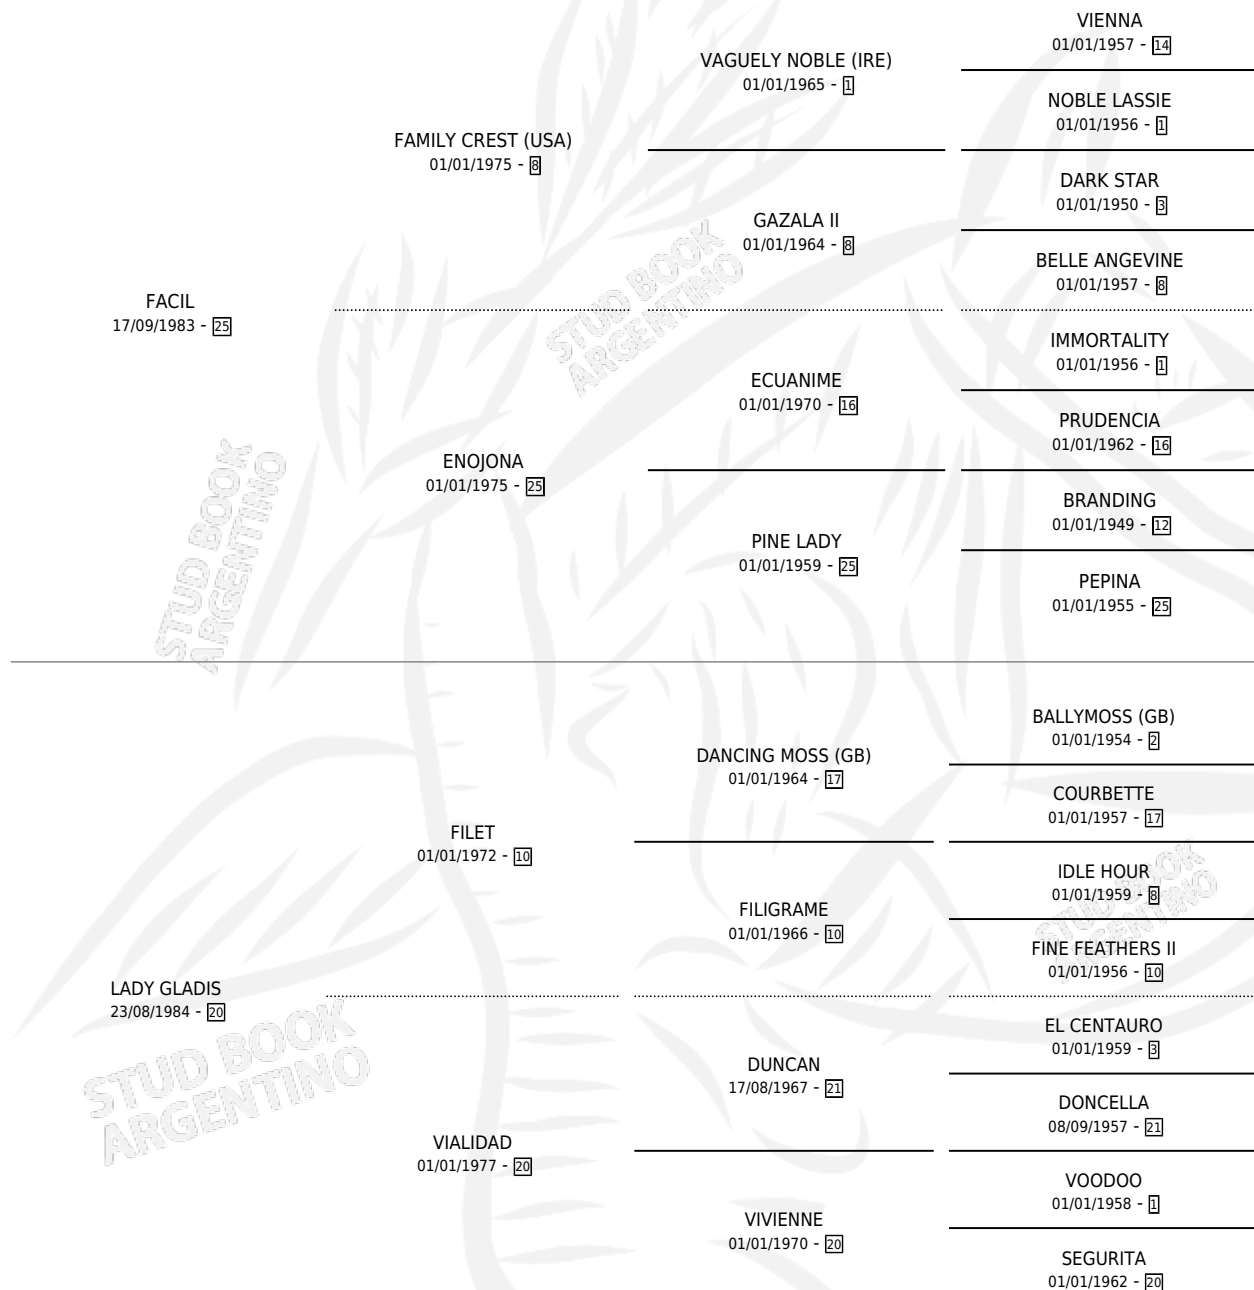 VIENNA
01/01/1957 - 14
VAGUELY NOBLE (IRE)
01/01/1965 - 1
NOBLE LASSIE
01/01/1956 - 1
FAMILY CREST (USA)
01/01/1975 - 8
DARK STAR
01/01/1950 - 3
GAZALA II
01/01/1964 - 8
BELLE ANGEVINE
01/01/1957 - 8
FACIL
17/09/1983 - 25
IMMORTALITY
01/01/1956 - 1
ECUANIME
01/01/1970 - 16
PRUDENCIA
01/01/1962 - 16
ENOJONA
01/01/1975 - 25
BRANDING
01/01/1949 - 12
PINE LADY
01/01/1959 - 25
PEPINA
01/01/1955 - 25
STUD BOOK
ARGENTINO
STUD BOOK
ARGENTINO
BALLYMOSS (GB)
01/01/1954 - 2
DANCING MOSS (GB)
01/01/1964 - 17
COURBETTE
01/01/1957 - 17
FILET
01/01/1972 - 10
IDLE HOUR
01/01/1959 - 8
FILIGRAME
01/01/1966 - 10
FINE FEATHERS II
01/01/1956 - 10
LADY GLADIS
23/08/1984 - 20
EL CENTAURO
01/01/1959 - 3
DUNCAN
17/08/1967 - 21
DONCELLA
08/09/1957 - 21
VIALIDAD
01/01/1977 - 20
VOODOO
01/01/1958 - 1
VIVIENNE
01/01/1970 - 20
SEGURITA
01/01/1962 - 20
STUD BOOK
ARGENTINO
STUD BOOK
ARGENTINO